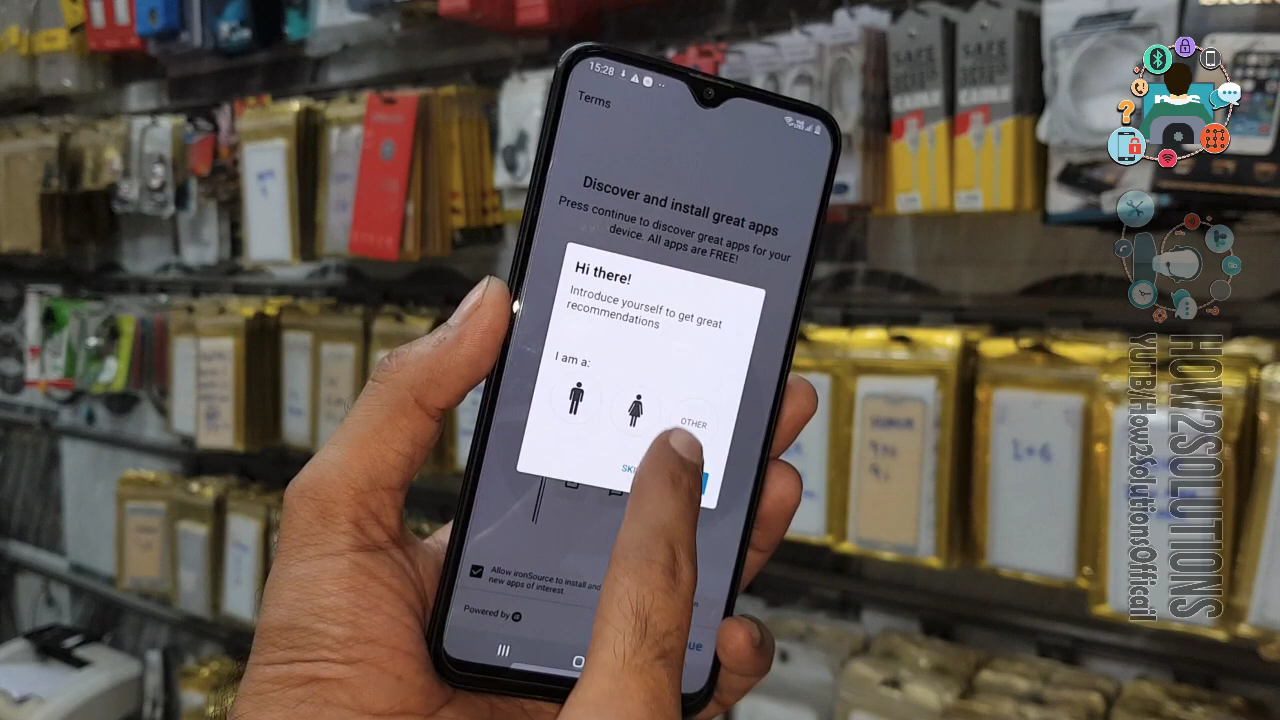 15:28
Terms
Discover and install great apps
Press continue to discover great apps for your
device. All apps are FREE!
Hi there!
Introduce yourself to get great
recommendations
I am a:
OTHER
Allow ironSource to install and
new apps of interest.
Powered by
SAFE
SAFE
HOW2SOLUTIONS
YUTB/How2SolutionsOfficail